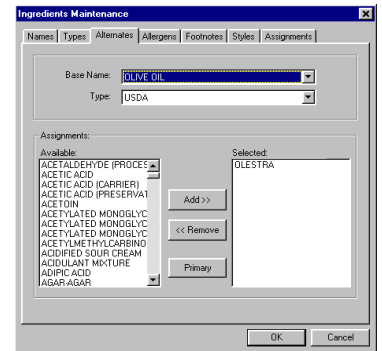 Ingredients Maintenance
Names Types Alternates Allergens Footnotes Styles Assignments
Base Name: OLIVE OIL
Type: USDA
Assignments:
Available: Selected:
ACETALDEHYDE (PROCES
ACETIC ACID
ACETIC ACID (CARRIER)
ACETIC ACID (PRESERVAT
ACETOIN
ACETYLATED MONOGLYC
ACETYLATED MONOGLYC
ACETYLATED MONOGLYC
ACETYLMETHYLCARBINO
ACIDIFIED SOUR CREAM
ACIDULANT MIXTURE
ADIPIC ACID
AGAR-AGAR
Add >>
<< Remove
Primary
OLESTRA
OK Cancel